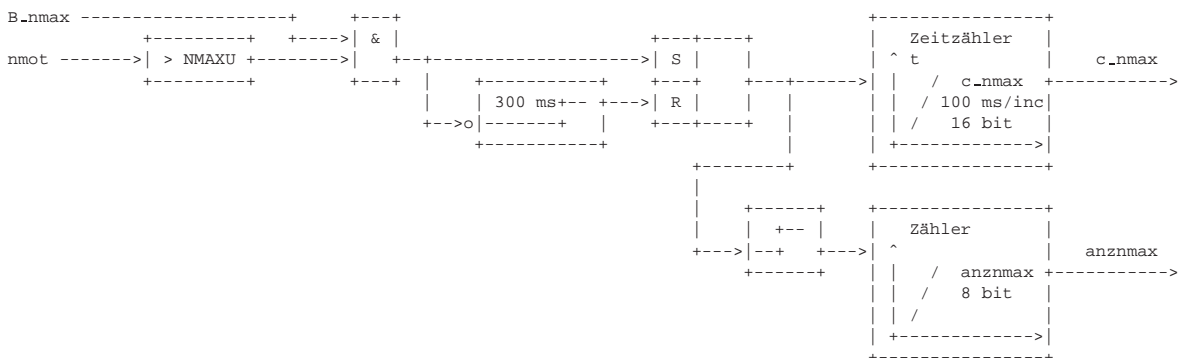 B_nmax
&
Zeitzähler
nmot > NMAXU S t c_nmax
c_nmax
300 ms R 100 ms/inc
16 bit
Zähler
anznmax
anznmax
8 bit